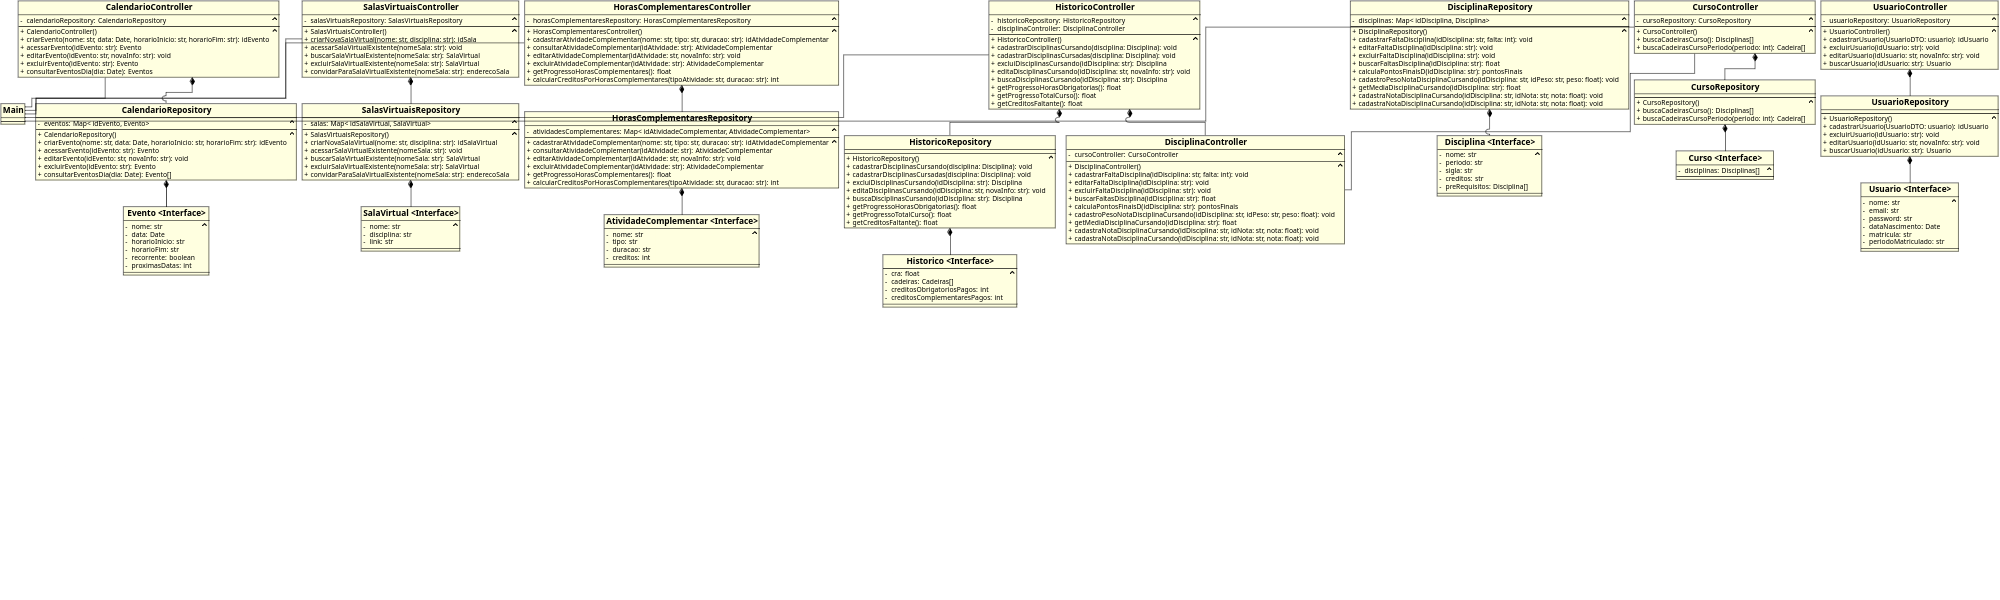 CalendarioController
- calendarioRepository: CalendarioRepository
+ CalendarioController()
+ criarEvento(nome: str, data: Date, horarioInicio: str, horarioFim: str): idEvento
+ acessarEvento(idEvento: str): Evento
+ editarEvento(idEvento: str, novaInfo: str): void
+ excluirEvento(idEvento: str): Evento
+ consultarEventosDia(dia: Date): Eventos
SalasVirtuaisController
- salasVirtuaisRepository: SalasVirtuaisRepository
+ SalasVirtuaisController()
+ criarNovaSalaVirtual(nome: str, disciplina: str): idSala
+ acessarSalaVirtualExistente(nomeSala: str): void
+ buscarSalaVirtualExistente(nomeSala: str): SalaVirtual
+ excluirSalaVirtualExistente(nomeSala: str): SalaVirtual
+ convidarParaSalaVirtualExistente(nomeSala: str): enderecoSala
HorasComplementaresController
- horasComplementaresRepository: HorasComplementaresRepository
+ HorasComplementaresController()
+ cadastrarAtividadeComplementar(nome: str, tipo: str, duracao: str): idAtividadeComplementar
+ consultarAtividadeComplementar(idAtividade: str): AtividadeComplementar
+ editarAtividadeComplementar(idAtividade: str, novaInfo: str): void
+ excluirAtividadeComplementar(idAtividade: str): AtividadeComplementar
+ getProgressoHorasComplementares(): float
+ calcularCreditosPorHorasComplementares(tipoAtividade: str, duracao: str): int
HistoricoController
- historicoRepository: HistoricoRepository
- disciplinaController: DisciplinaController
+ HistoricoController()
+ cadastrarDisciplinasCursando(disciplina: Disciplina): void
+ cadastrarDisciplinasCursadas(disciplina: Disciplina): void
+ excluiDisciplinasCursando(idDisciplina: str): Disciplina
+ editaDisciplinasCursando(idDisciplina: str, novaInfo: str): void
+ buscaDisciplinasCursando(idDisciplina: str): Disciplina
+ getProgressoHorasObrigatorias(): float
+ getProgressoTotalCurso(): float
+ getCreditosFaltante(): float
DisciplinaRepository
- disciplinas: Map< idDisciplina, Disciplina>
+ DisciplinaRepository()
+ cadastrarFaltaDisciplina(idDisciplina: str, falta: int): void
+ editarFaltaDisciplina(idDisciplina: str): void
+ excluirFaltaDisciplina(idDisciplina: str): void
+ buscarFaltasDisciplina(idDisciplina: str): float
+ calculaPontosFinaisD(idDisciplina: str): pontosFinais
+ cadastroPesoNotaDisciplinaCursando(idDisciplina: str, idPeso: str, peso: float): void
+ getMediaDisciplinaCursando(idDisciplina: str): float
+ cadastraNotaDisciplinaCursando(idDisciplina: str, idNota: str, nota: float): void
+ cadastraNotaDisciplinaCursando(idDisciplina: str, idNota: str, nota: float): void
CursoController
- cursoRepository: CursoRepository
+ CursoController()
+ buscaCadeirasCurso(): Disciplinas[]
+ buscaCadeirasCursoPeriodo(periodo: int): Cadeira[]
UsuarioController
- usuarioRepository: UsuarioRepository
+ UsuarioController()
+ cadastrarUsuario(UsuarioDTO: usuario): idUsuario
+ excluirUsuario(idUsuario: str): void
+ editarUsuario(idUsuario: str, novaInfo: str): void
+ buscarUsuario(idUsuario: str): Usuario
Main
CalendarioRepository
- eventos: Map< idEvento, Evento>
+ CalendarioRepository()
+ criarEvento(nome: str, data: Date, horarioInicio: str, horarioFim: str): idEvento
+ acessarEvento(idEvento: str): Evento
+ editarEvento(idEvento: str, novaInfo: str): void
+ excluirEvento(idEvento: str): Evento
+ consultarEventosDia(dia: Date): Evento[]
SalasVirtuaisRepository
- salas: Map< idSalaVirtual, SalaVirtual>
+ SalasVirtuaisRepository()
+ criarNovaSalaVirtual(nome: str, disciplina: str): idSalaVirtual
+ acessarSalaVirtualExistente(nomeSala: str): void
+ buscarSalaVirtualExistente(nomeSala: str): SalaVirtual
+ excluirSalaVirtualExistente(nomeSala: str): SalaVirtual
+ convidarParaSalaVirtualExistente(nomeSala: str): enderecoSala
HorasComplementaresRepository
- atividadesComplementares: Map< idAtividadeComplementar, AtividadeComplementar>
+ cadastrarAtividadeComplementar(nome: str, tipo: str, duracao: str): idAtividadeComplementar
+ consultarAtividadeComplementar(idAtividade: str): AtividadeComplementar
+ editarAtividadeComplementar(idAtividade: str, novaInfo: str): void
+ excluirAtividadeComplementar(idAtividade: str): AtividadeComplementar
+ getProgressoHorasComplementares(): float
+ calcularCreditosPorHorasComplementares(tipoAtividade: str, duracao: str): int
HistoricoRepository
+ HistoricoRepository()
+ cadastrarDisciplinasCursando(disciplina: Disciplina): void
+ cadastrarDisciplinasCursadas(disciplina: Disciplina): void
+ excluiDisciplinasCursando(idDisciplina: str): Disciplina
+ editaDisciplinasCursando(idDisciplina: str, novaInfo: str): void
+ buscaDisciplinasCursando(idDisciplina: str): Disciplina
+ getProgressoHorasObrigatorias(): float
+ getProgressoTotalCurso(): float
+ getCreditosFaltante(): float
DisciplinaController
- cursoController: CursoController
+ DisciplinaController()
+ cadastrarFaltaDisciplina(idDisciplina: str, falta: int): void
+ editarFaltaDisciplina(idDisciplina: str): void
+ excluirFaltaDisciplina(idDisciplina: str): void
+ buscarFaltasDisciplina(idDisciplina: str): float
+ calculaPontosFinais(idDisciplina: str): pontosFinais
+ cadastroPesoNotaDisciplinaCursando(idDisciplina: str, idPeso: str, peso: float): void
+ getMediaDisciplinaCursando(idDisciplina: str): float
+ cadastraNotaDisciplinaCursando(idDisciplina: str, idNota: str, nota: float): void
+ cadastraNotaDisciplinaCursando(idDisciplina: str, idNota: str, nota: float): void
Disciplina <Interface>
- nome: str
- periodo: str
- sigla: str
- creditos: str
- preRequisitos: Disciplina[]
CursoRepository
+ CursoRepository()
+ buscaCadeirasCurso(): Disciplinas[]
+ buscaCadeirasCursoPeriodo(periodo: int): Cadeira[]
Curso <Interface>
- disciplinas: Disciplinas[]
UsuarioRepository
+ UsuarioRepository()
+ cadastrarUsuario(UsuarioDTO: usuario): idUsuario
+ excluirUsuario(idUsuario: str): void
+ editarUsuario(idUsuario: str, novaInfo: str): void
+ buscarUsuario(idUsuario: str): Usuario
Usuario <Interface>
- nome: str
- email: str
- password: str
- dataNascimento: Date
- matricula: str
- periodoMatriculado: str
Evento <Interface>
- nome: str
- data: Date
- horarioInicio: str
- horarioFim: str
- recorrente: boolean
- proximasDatas: int
SalaVirtual <Interface>
- nome: str
- disciplina: str
- link: str
AtividadeComplementar <Interface>
- nome: str
- tipo: str
- duracao: str
- creditos: int
Historico <Interface>
- cra: float
- cadeiras: Cadeiras[]
- creditosObrigatoriosPagos: int
- creditosComplementaresPagos: int